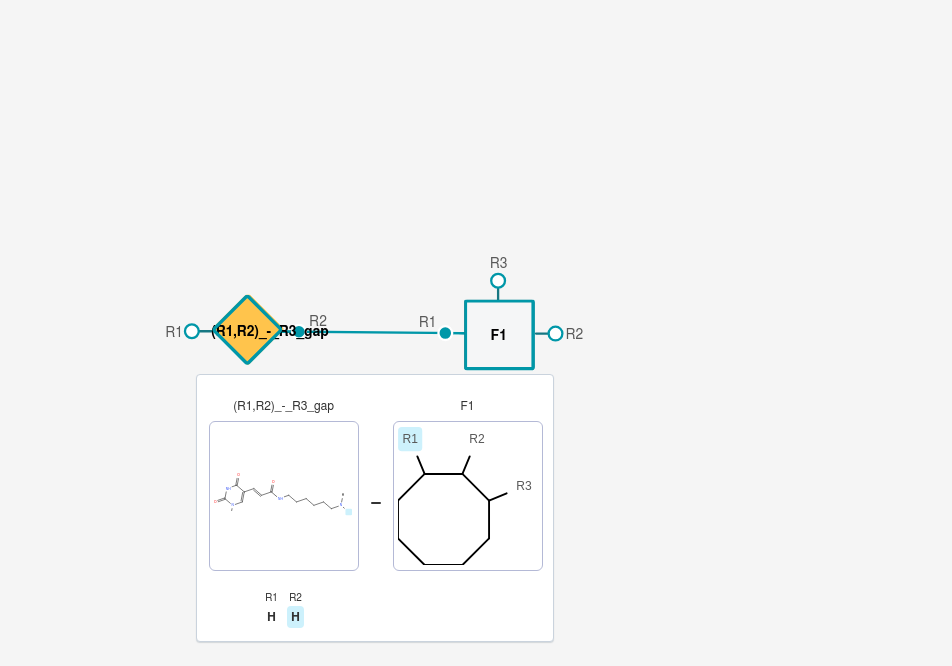 R3
R1 (R1,R2)_-_R3_gap R2 R1 F1 R2
(R1,R2)_-_R3_gap F1
R1 R2
R3
R1 R2
H H